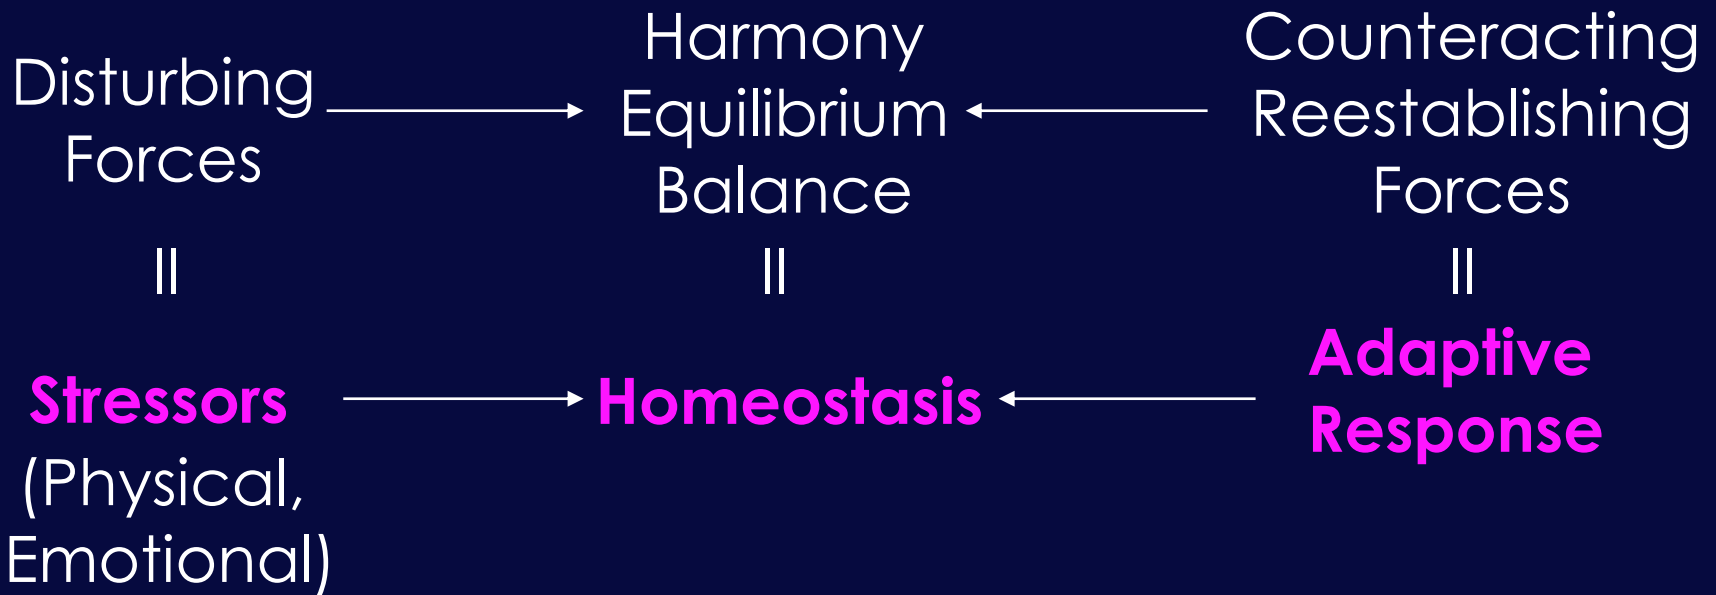 Disturbing
Forces
Harmony
Equilibrium
Balance
Counteracting
Reestablishing
Forces
||
||
||
Stressors
(Physical,
Emotional)
Homeostasis
Adaptive
Response